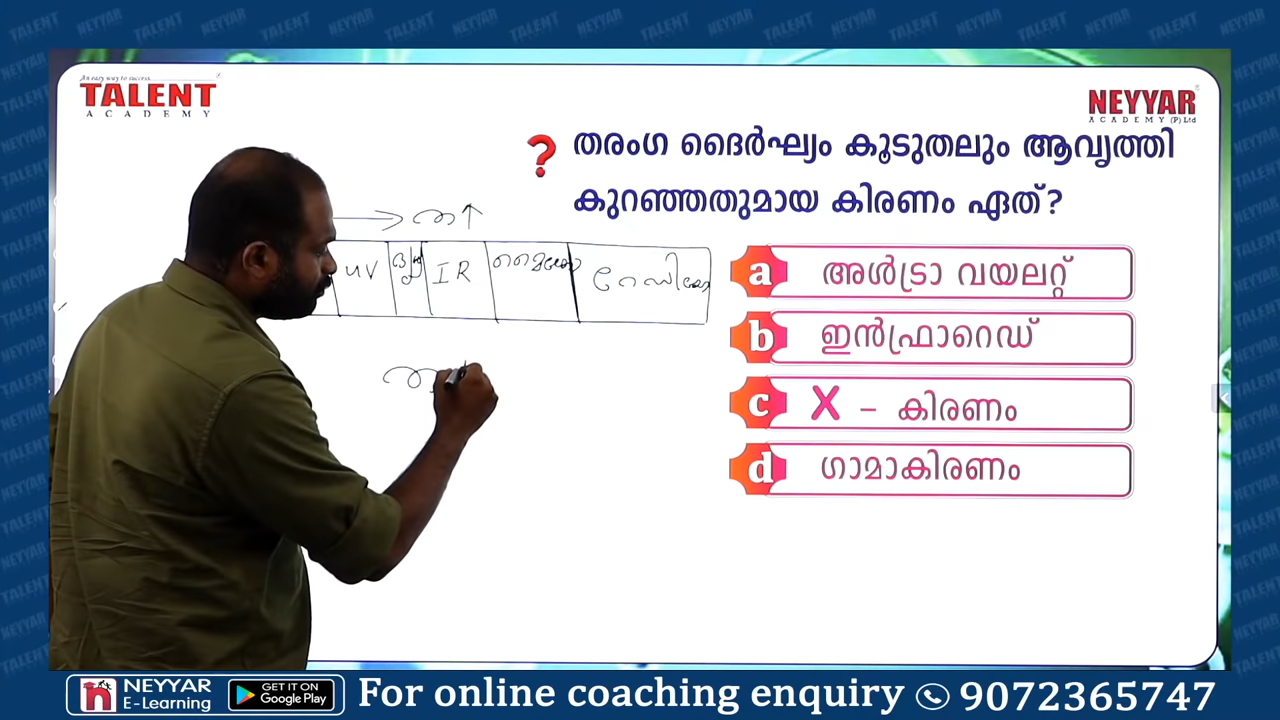 An easy way to success
TALENT
ACADEMY
NEYYAR
ACADEMY (P) Ltd
? തരംഗ ദൈർഘ്യം കൂടുതലും ആവൃത്തി
കുറഞ്ഞതുമായ കിരണം ഏത്?
ത ↑
UV
IR
മൈക്രോ
റേഡിയോ
a അൾട്രാ വയലറ്റ്
b ഇൻഫ്രാറെഡ്
c X - കിരണം
d ഗാമാകിരണം
ത
NEYYAR
E-Learning
GET IT ON
Google Play
For online coaching enquiry 9072365747